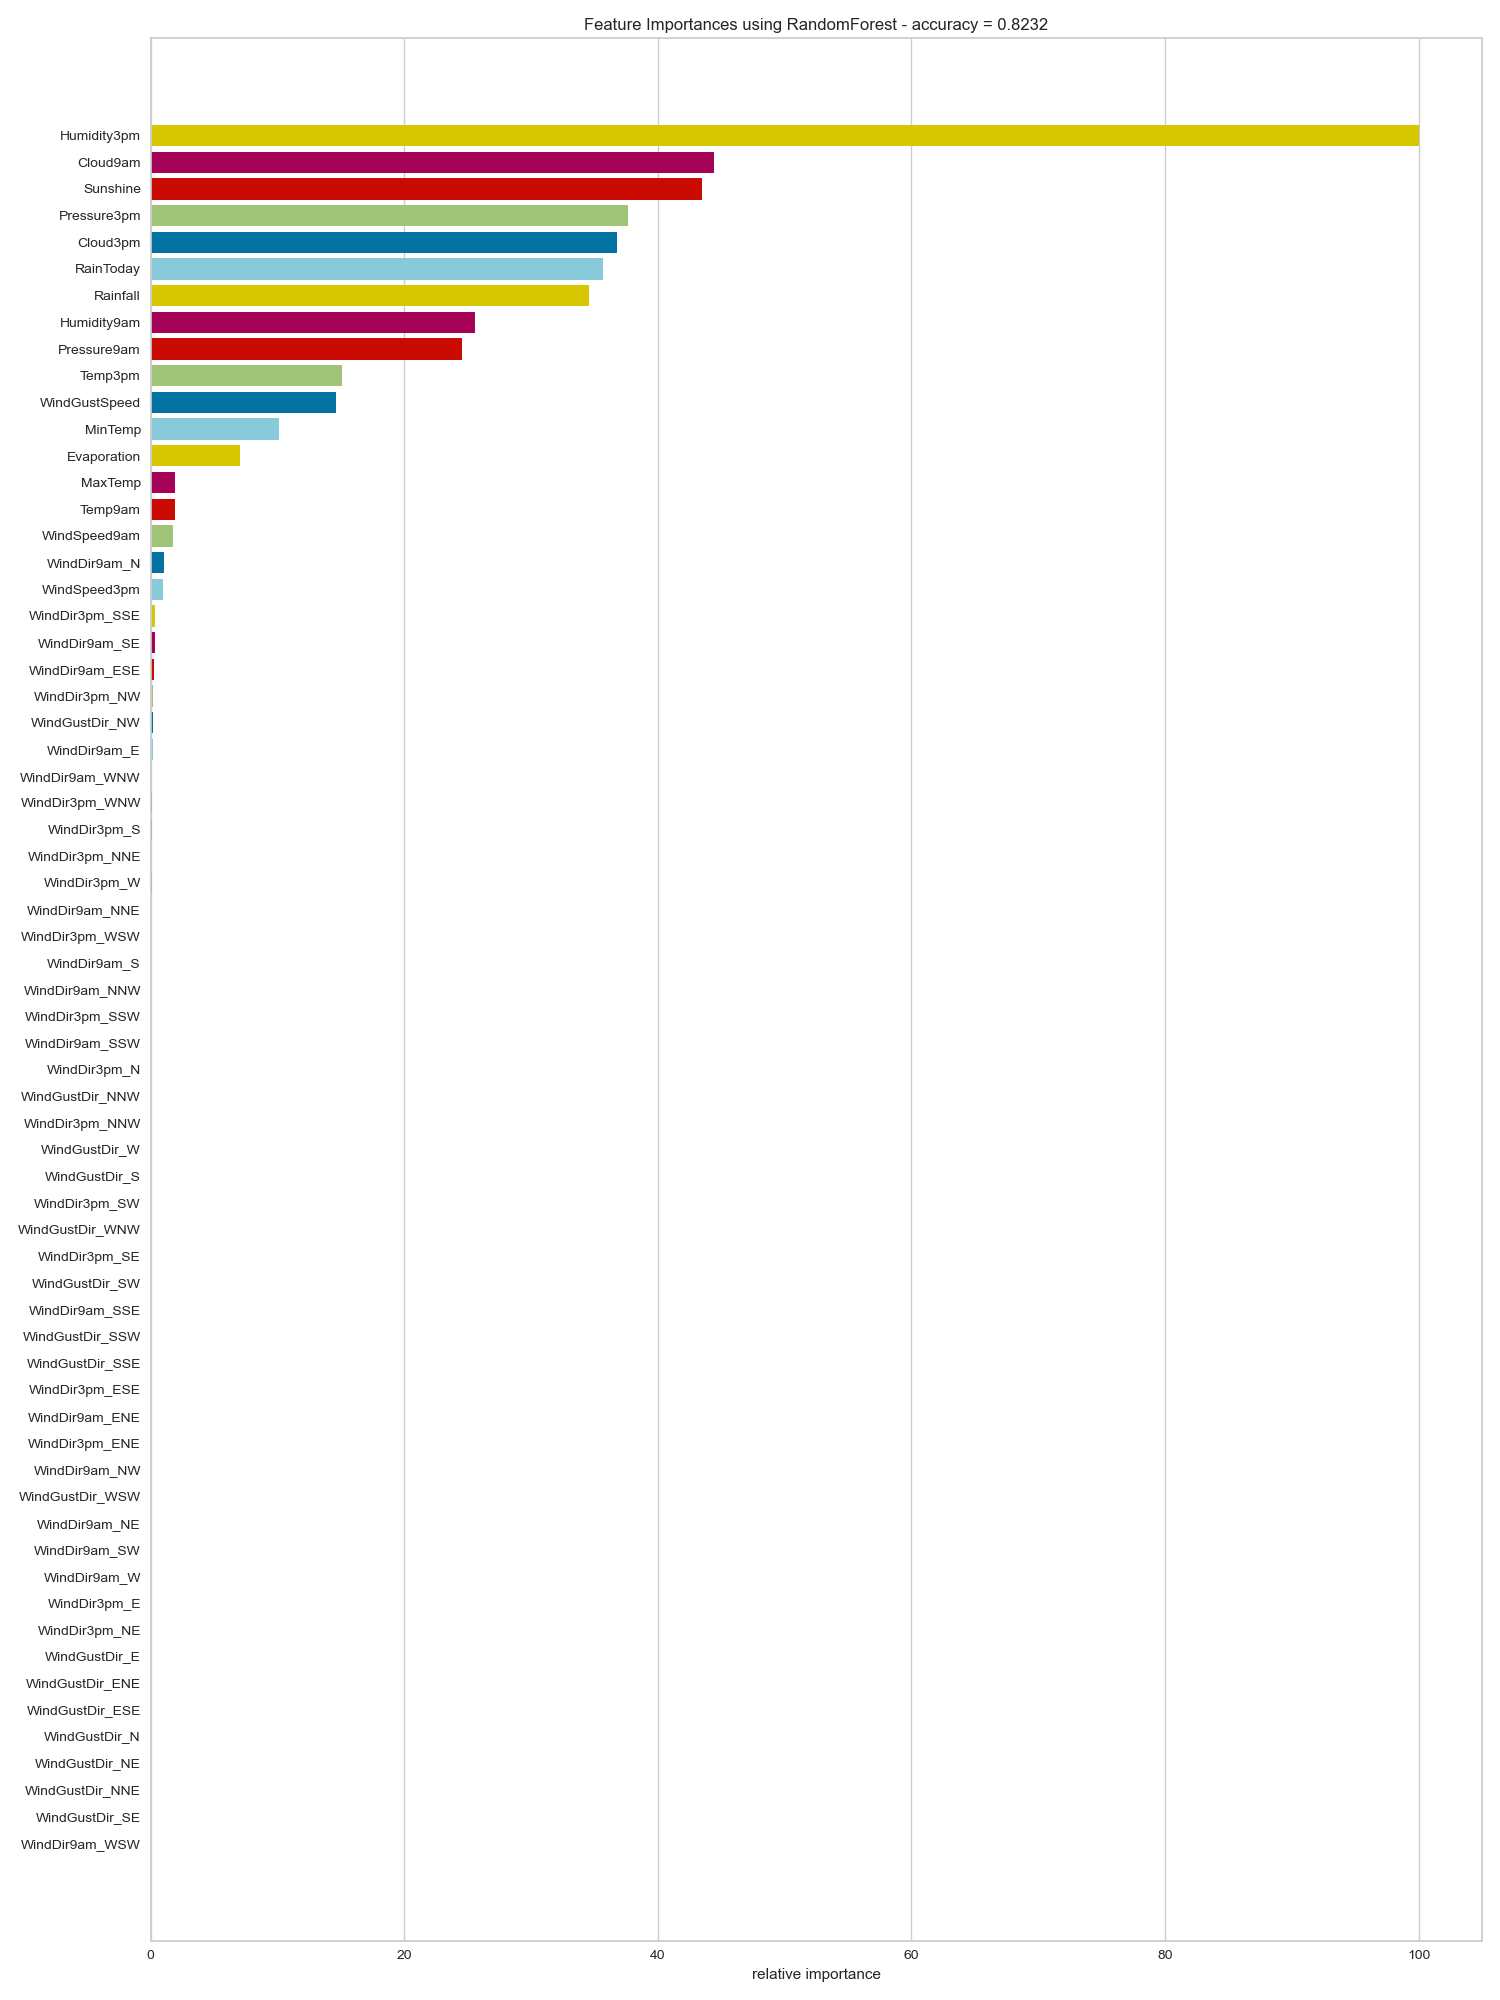 Feature Importances using RandomForest - accuracy = 0.8232
Humidity3pm
Cloud9am
Sunshine
Pressure3pm
Cloud3pm
RainToday
Rainfall
Humidity9am
Pressure9am
Temp3pm
WindGustSpeed
MinTemp
Evaporation
MaxTemp
Temp9am
WindSpeed9am
WindDir9am_N
WindSpeed3pm
WindDir3pm_SSE
WindDir9am_SE
WindDir9am_ESE
WindDir3pm_NW
WindGustDir_NW
WindDir9am_E
WindDir9am_WNW
WindDir3pm_WNW
WindDir3pm_S
WindDir3pm_NNE
WindDir3pm_W
WindDir9am_NNE
WindDir3pm_WSW
WindDir9am_S
WindDir9am_NNW
WindDir3pm_SSW
WindDir9am_SSW
WindDir3pm_N
WindGustDir_NNW
WindDir3pm_NNW
WindGustDir_W
WindGustDir_S
WindDir3pm_SW
WindGustDir_WNW
WindDir3pm_SE
WindGustDir_SW
WindDir9am_SSE
WindGustDir_SSW
WindGustDir_SSE
WindDir3pm_ESE
WindDir9am_ENE
WindDir3pm_ENE
WindDir9am_NW
WindGustDir_WSW
WindDir9am_NE
WindDir9am_SW
WindDir9am_W
WindDir3pm_E
WindDir3pm_NE
WindGustDir_E
WindGustDir_ENE
WindGustDir_ESE
WindGustDir_N
WindGustDir_NE
WindGustDir_NNE
WindGustDir_SE
WindDir9am_WSW
0 20 40 60 80 100
relative importance